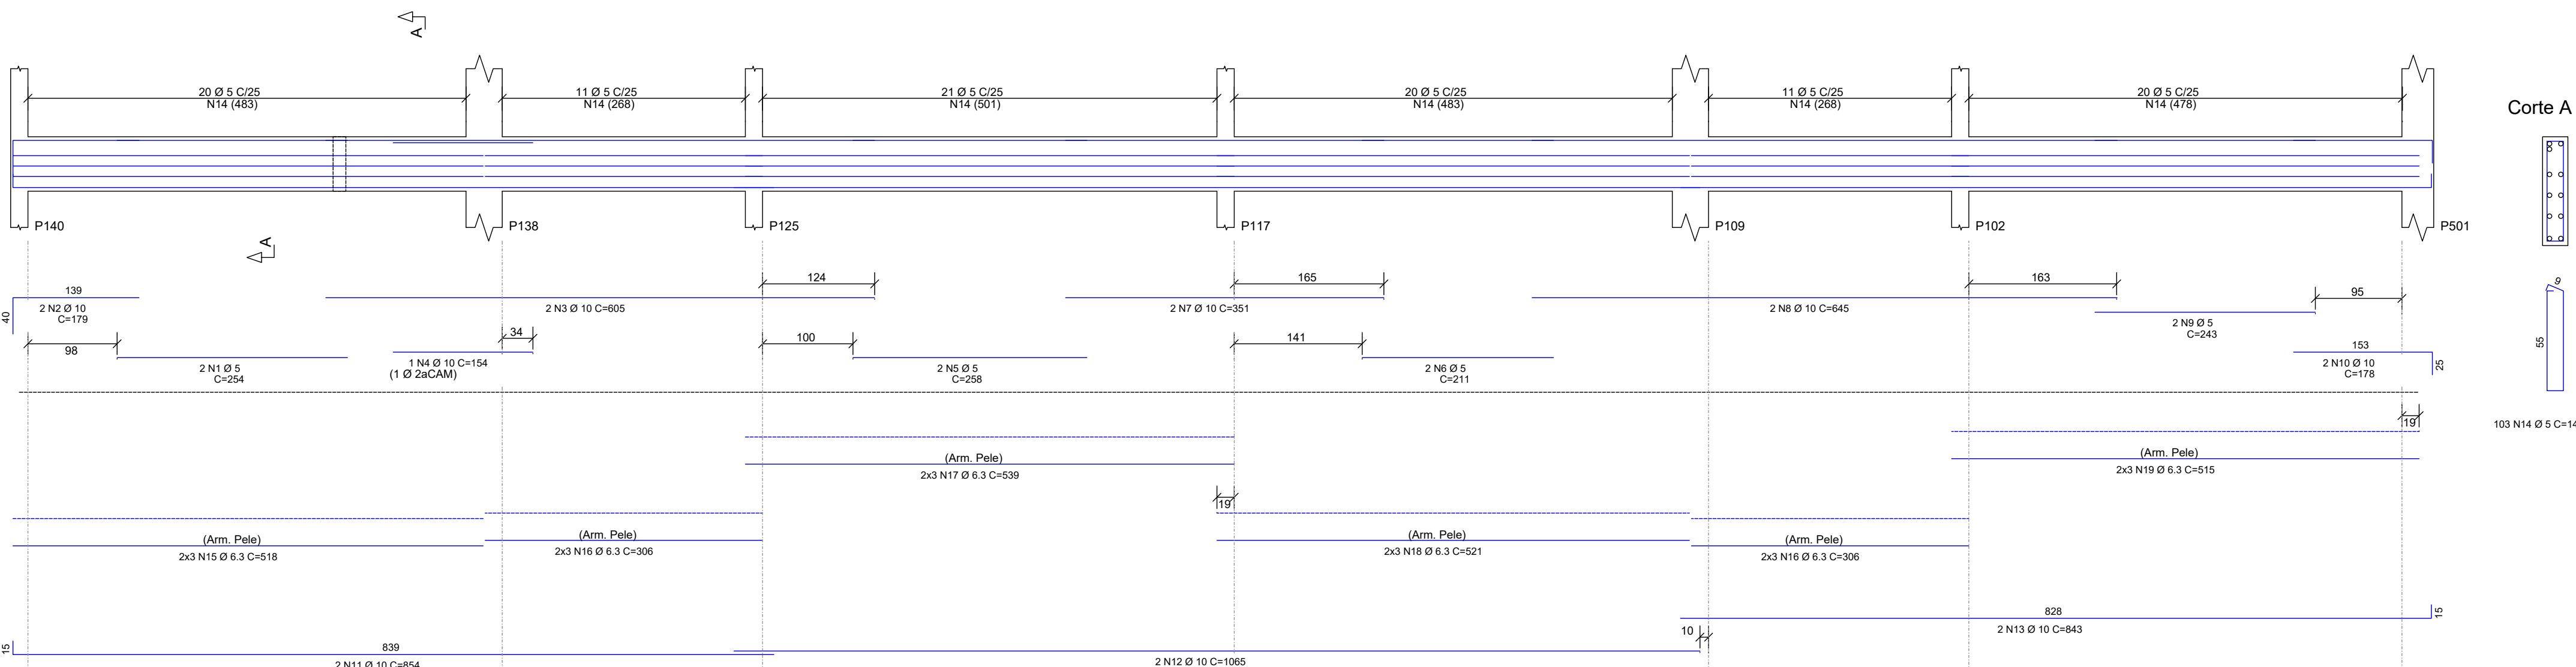 A
20 Ø 5 C/25
N14 (483)
11 Ø 5 C/25
N14 (268)
21 Ø 5 C/25
N14 (501)
20 Ø 5 C/25
N14 (483)
11 Ø 5 C/25
N14 (268)
20 Ø 5 C/25
N14 (478)
Corte A
P140
P138
P125
P117
P109
P102
P501
A
139
2 N2 Ø 10
C=179
40
98
2 N1 Ø 5
C=254
2 N3 Ø 10 C=605
34
1 N4 Ø 10 C=154
(1 Ø 2aCAM)
124
100
2 N5 Ø 5
C=258
2 N7 Ø 10 C=351
165
141
2 N6 Ø 5
C=211
2 N8 Ø 10 C=645
163
2 N9 Ø 5
C=243
95
153
2 N10 Ø 10
C=178
25
9
55
103 N14 Ø 5 C=14
19
(Arm. Pele)
2x3 N17 Ø 6.3 C=539
(Arm. Pele)
2x3 N19 Ø 6.3 C=515
19
(Arm. Pele)
2x3 N15 Ø 6.3 C=518
(Arm. Pele)
2x3 N16 Ø 6.3 C=306
(Arm. Pele)
2x3 N18 Ø 6.3 C=521
(Arm. Pele)
2x3 N16 Ø 6.3 C=306
828
15
2 N13 Ø 10 C=843
10
15
839
2 N11 Ø 10 C=854
2 N12 Ø 10 C=1065